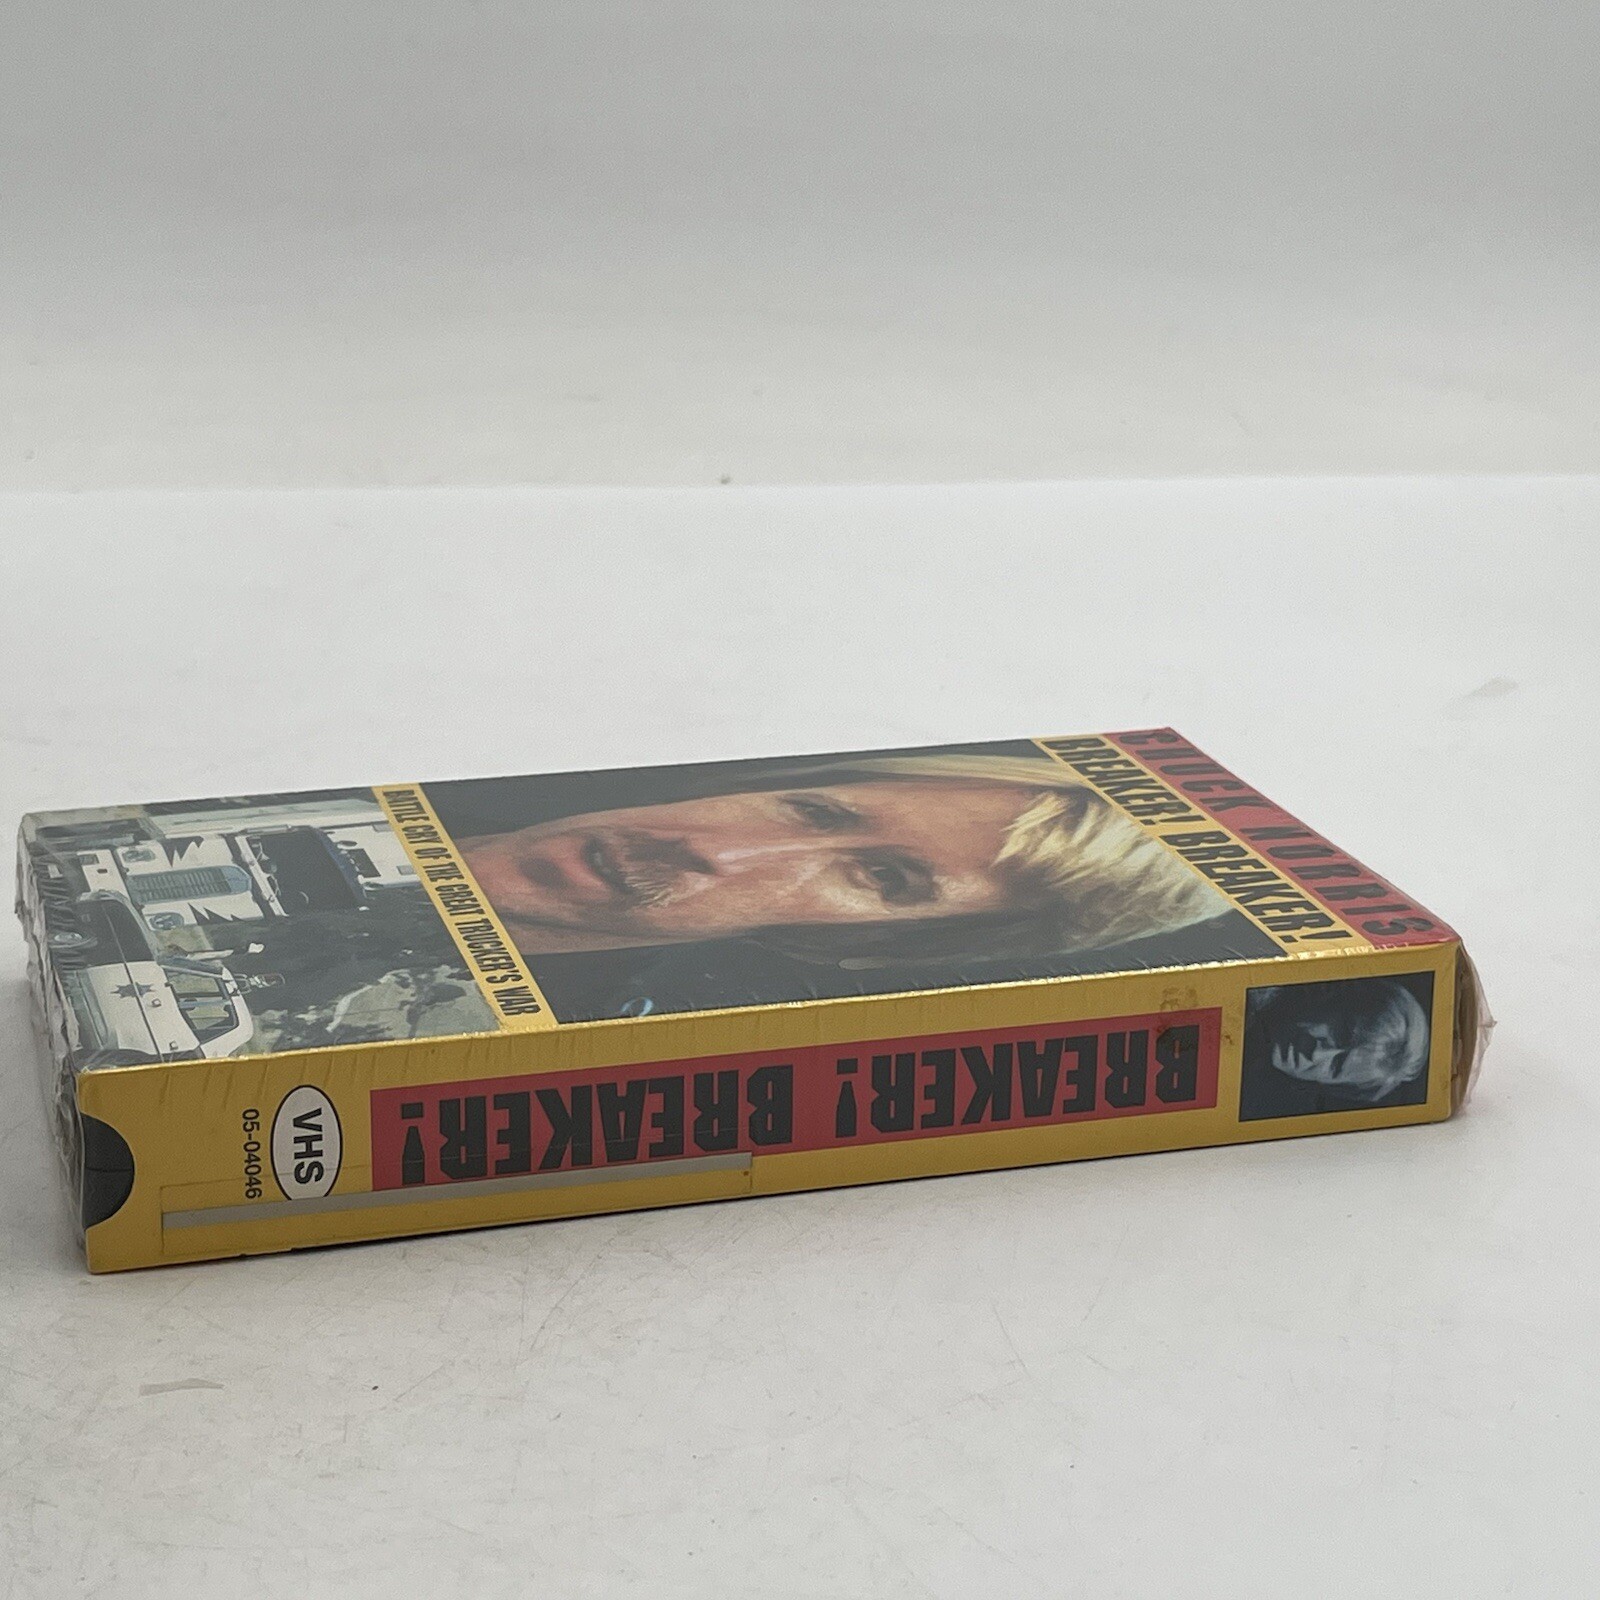 CHUCK NORRIS
BREAKER! BREAKER!
BATTLE CRY OF THE GREAT TRUCKER'S WAR
BREAKER! BREAKER!
VHS
05-04046